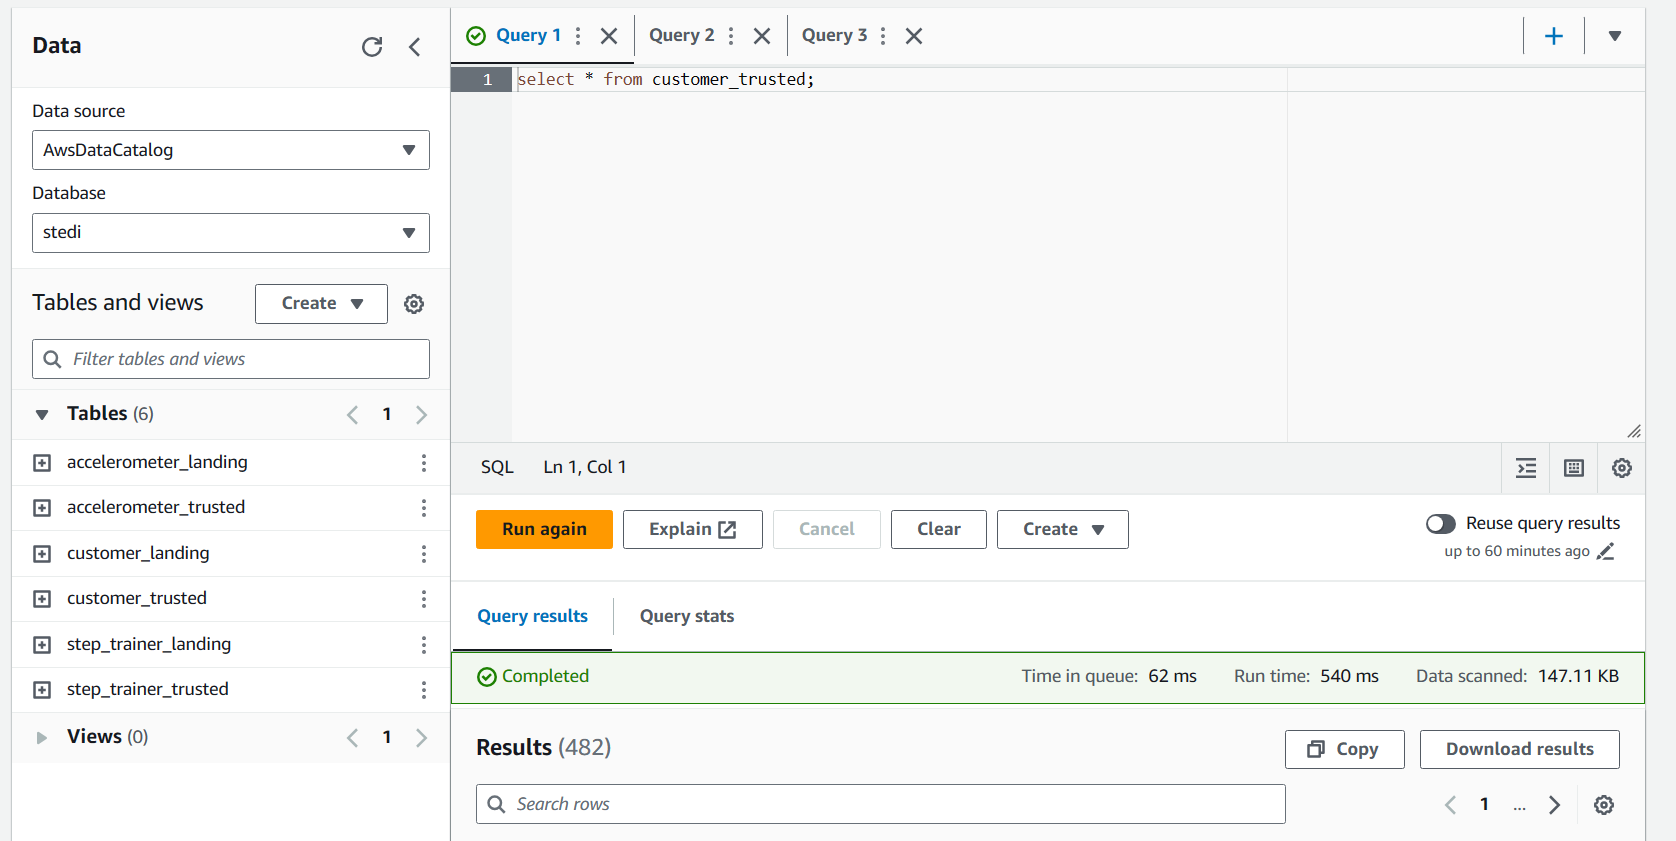 Data
Data source
AwsDataCatalog
Database
stedi
Tables and views
Create
Filter tables and views
Tables (6)
1
accelerometer_landing
accelerometer_trusted
customer_landing
customer_trusted
step_trainer_landing
step_trainer_trusted
Views (0)
1
Query 1
Query 2
Query 3
1
select * from customer_trusted;
SQL
Ln 1, Col 1
Run again
Explain
Cancel
Clear
Create
Reuse query results
up to 60 minutes ago
Query results
Query stats
Completed
Time in queue: 62 ms
Run time: 540 ms
Data scanned: 147.11 KB
Results (482)
Copy
Download results
Search rows
1 ...